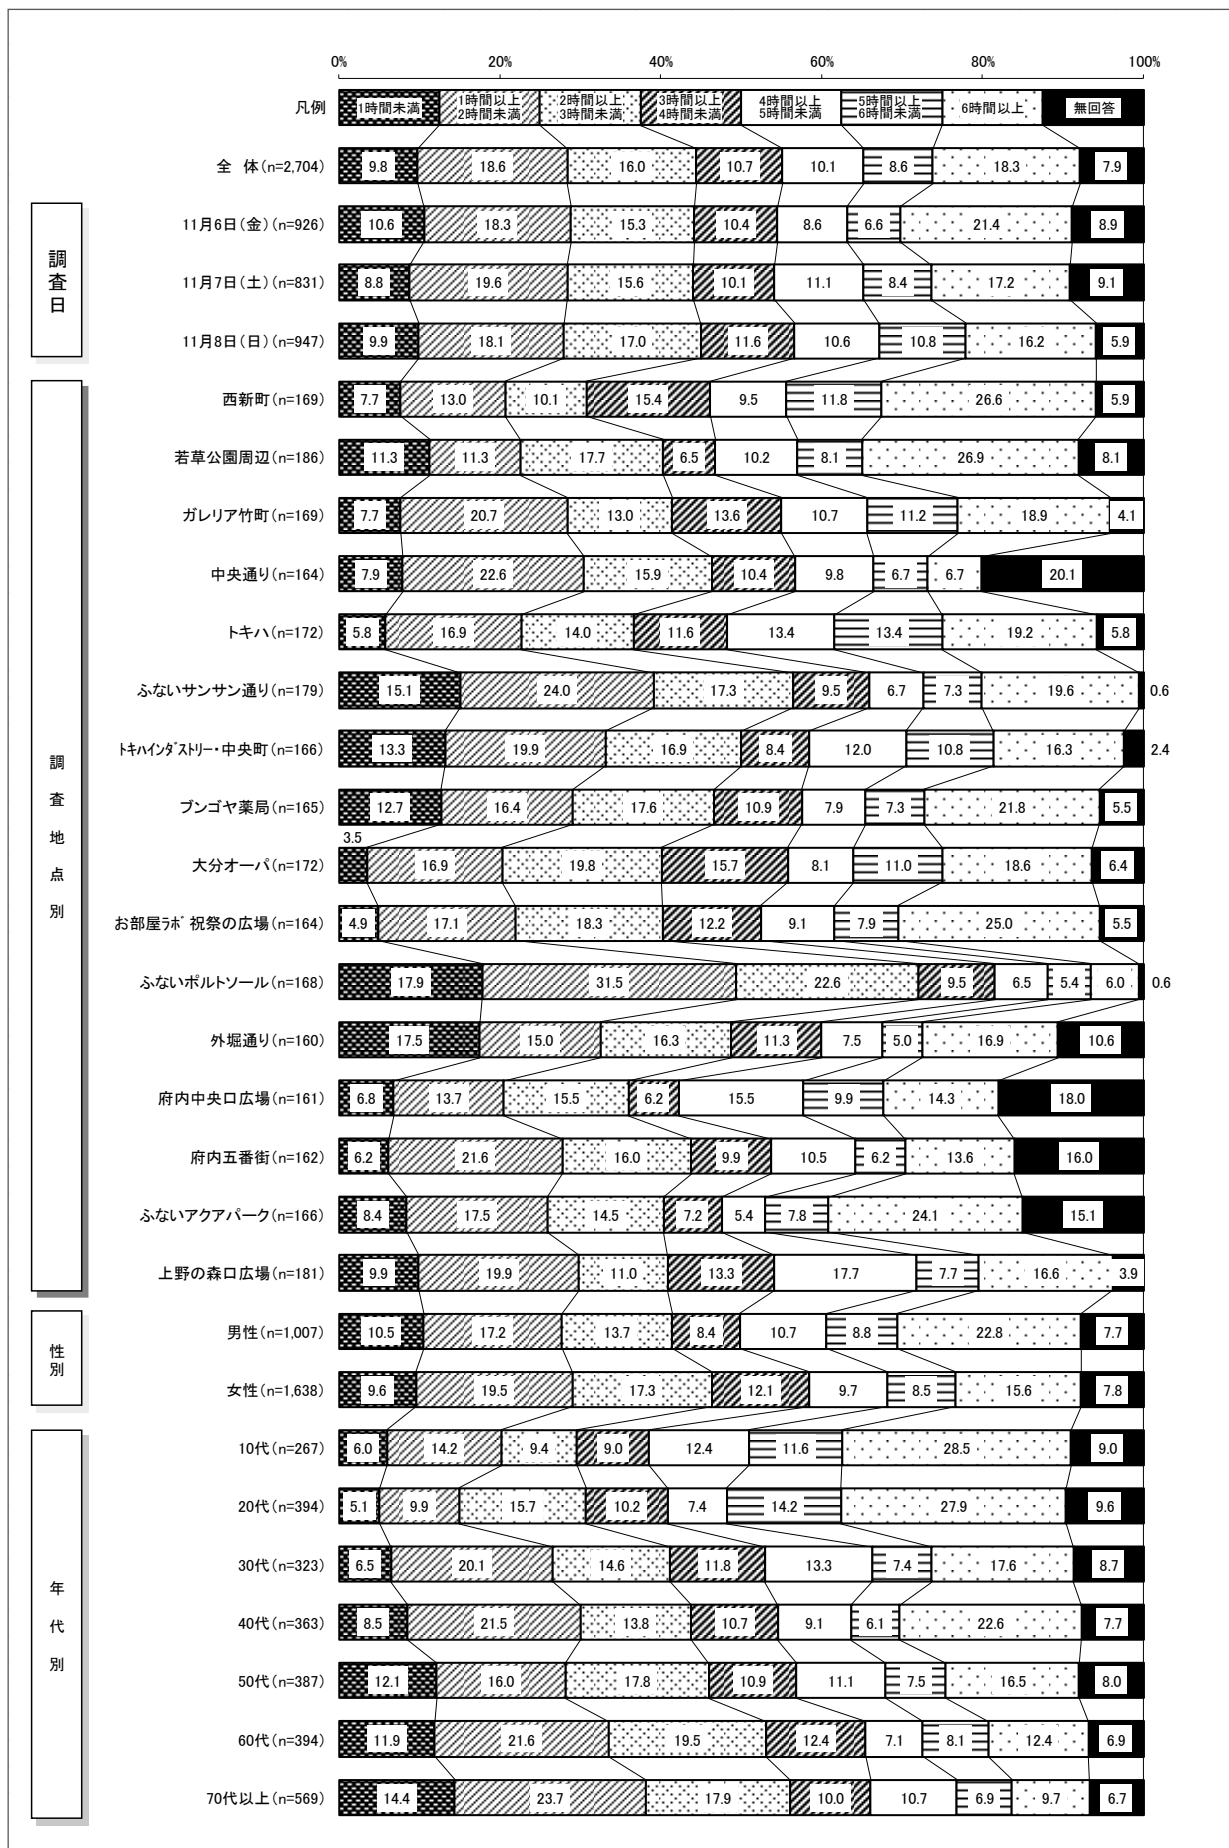 0% 20% 40% 60% 80% 100%
凡例 1時間未満 1時間以上2時間未満 2時間以上3時間未満 3時間以上4時間未満 4時間以上5時間未満 5時間以上6時間未満 6時間以上 無回答
全 体(n=2,704) 9.8 18.6 16.0 10.7 10.1 8.6 18.3 7.9
調査日
11月6日(金)(n=926) 10.6 18.3 15.3 10.4 8.6 6.6 21.4 8.9
11月7日(土)(n=831) 8.8 19.6 15.6 10.1 11.1 8.4 17.2 9.1
11月8日(日)(n=947) 9.9 18.1 17.0 11.6 10.6 10.8 16.2 5.9
調査地点別
西新町(n=169) 7.7 13.0 10.1 15.4 9.5 11.8 26.6 5.9
若草公園周辺(n=186) 11.3 11.3 17.7 6.5 10.2 8.1 26.9 8.1
ガレリア竹町(n=169) 7.7 20.7 13.0 13.6 10.7 11.2 18.9 4.1
中央通り(n=164) 7.9 22.6 15.9 10.4 9.8 6.7 6.7 20.1
トキハ(n=172) 5.8 16.9 14.0 11.6 13.4 13.4 19.2 5.8
ふないサンサン通り(n=179) 15.1 24.0 17.3 9.5 6.7 7.3 19.6 0.6
ﾄｷﾊインダストリー・中央町(n=166) 13.3 19.9 16.9 8.4 12.0 10.8 16.3 2.4
ブンゴヤ薬局(n=165) 12.7 16.4 17.6 10.9 7.9 7.3 21.8 5.5
大分オーパ(n=172) 3.5 16.9 19.8 15.7 8.1 11.0 18.6 6.4
お部屋ﾗﾎﾞ 祝祭の広場(n=164) 4.9 17.1 18.3 12.2 9.1 7.9 25.0 5.5
ふないポルトソール(n=168) 17.9 31.5 22.6 9.5 6.5 5.4 6.0 0.6
外堀通り(n=160) 17.5 15.0 16.3 11.3 7.5 5.0 16.9 10.6
府内中央口広場(n=161) 6.8 13.7 15.5 6.2 15.5 9.9 14.3 18.0
府内五番街(n=162) 6.2 21.6 16.0 9.9 10.5 6.2 13.6 16.0
ふないアクアパーク(n=166) 8.4 17.5 14.5 7.2 5.4 7.8 24.1 15.1
上野の森口広場(n=181) 9.9 19.9 11.0 13.3 17.7 7.7 16.6 3.9
性別
男性(n=1,007) 10.5 17.2 13.7 8.4 10.7 8.8 22.8 7.7
女性(n=1,638) 9.6 19.5 17.3 12.1 9.7 8.5 15.6 7.8
年代別
10代(n=267) 6.0 14.2 9.4 9.0 12.4 11.6 28.5 9.0
20代(n=394) 5.1 9.9 15.7 10.2 7.4 14.2 27.9 9.6
30代(n=323) 6.5 20.1 14.6 11.8 13.3 7.4 17.6 8.7
40代(n=363) 8.5 21.5 13.8 10.7 9.1 6.1 22.6 7.7
50代(n=387) 12.1 16.0 17.8 10.9 11.1 7.5 16.5 8.0
60代(n=394) 11.9 21.6 19.5 12.4 7.1 8.1 12.4 6.9
70代以上(n=569) 14.4 23.7 17.9 10.0 10.7 6.9 9.7 6.7